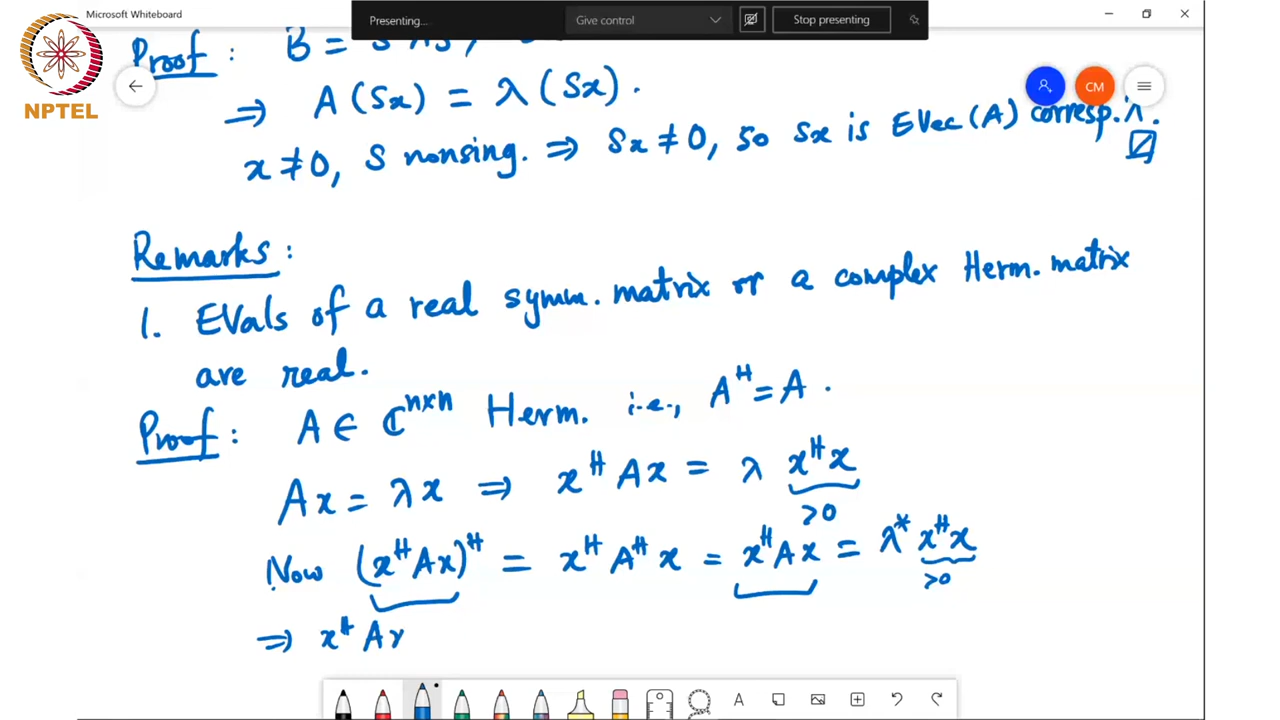 Microsoft Whiteboard
Presenting...
Give control
Stop presenting
NPTEL
CM
Proof : B =
⇒ A (Sx) = λ (Sx) .
x ≠ 0, S nonsing. ⇒ Sx ≠ 0, so Sx is EVec (A) corresp. λ.
Remarks :
1. EVals of a real symm. matrix or a complex Herm. matrix
are real.
Proof : A ∈ ℂ^{n×n} Herm. i.e., A^H = A .
Ax = λx ⇒ x^H Ax = λ x^H x
>0
Now (x^H Ax)^H = x^H A^H x = x^H A x = λ* x^H x
>0
⇒ x^H Ax
A